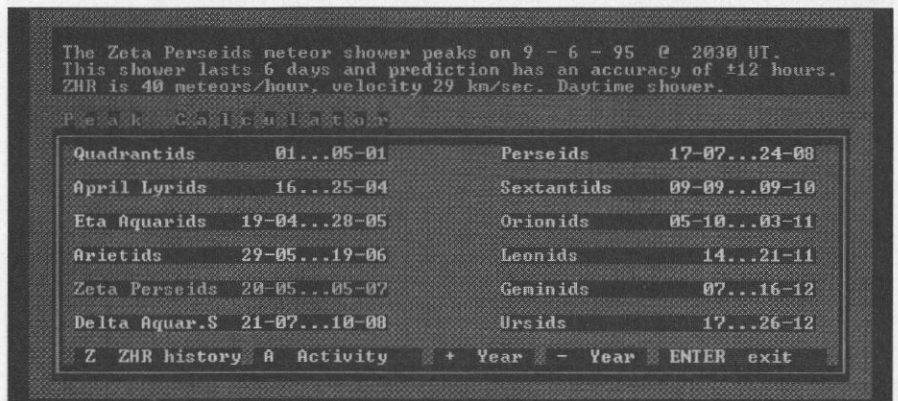 The Zeta Perseids meteor shower peaks on 9 - 6 - 95 @ 2030 UT.
This shower lasts 6 days and prediction has an accuracy of ±12 hours.
ZHR is 40 meteors/hour, velocity 29 km/sec. Daytime shower.
Peak Calculator
Quadrantids 01...05-01 Perseids 17-07...24-08
April Lyrids 16...25-04 Sextantids 09-09...09-10
Eta Aquarids 19-04...28-05 Orionids 05-10...03-11
Arietids 29-05...19-06 Leonids 14...21-11
Zeta Perseids 20-05...05-07 Geminids 07...16-12
Delta Aquar.S 21-07...10-08 Ursids 17...26-12
Z ZHR history A Activity + Year - Year ENTER exit